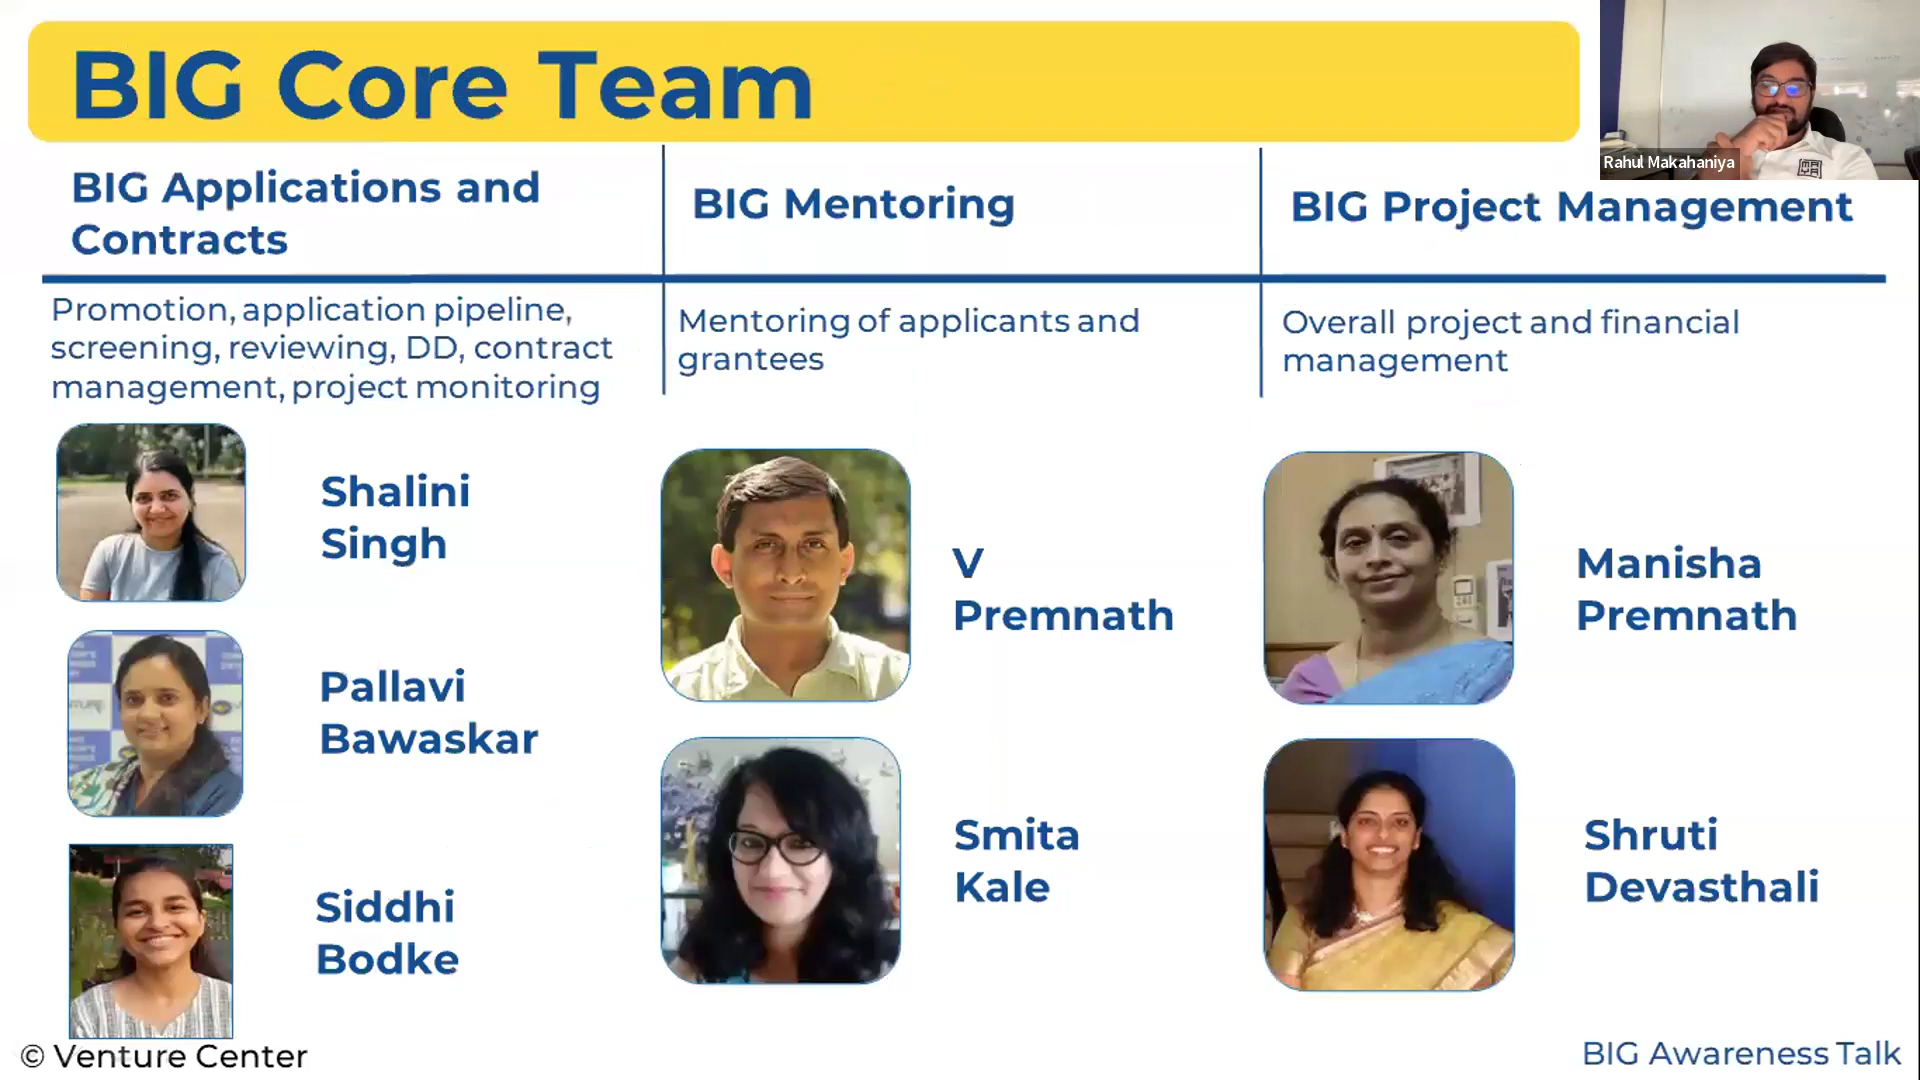 BIG Core Team
Rahul Makahaniya
BIG Applications and
Contracts
BIG Mentoring
BIG Project Management
Promotion, application pipeline,
screening, reviewing, DD, contract
management, project monitoring
Mentoring of applicants and
grantees
Overall project and financial
management
Shalini
Singh
Pallavi
Bawaskar
Siddhi
Bodke
V
Premnath
Smita
Kale
Manisha
Premnath
Shruti
Devasthali
© Venture Center
BIG Awareness Talk